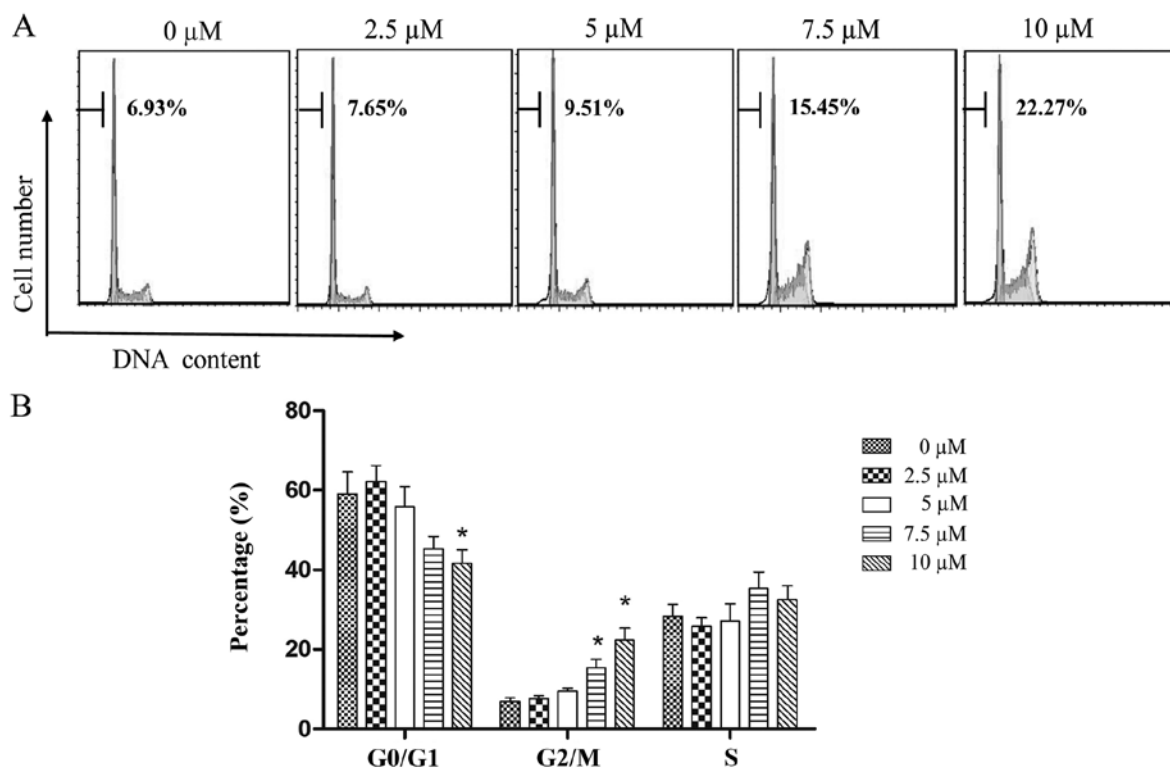 A
0 µM
2.5 µM
5 µM
7.5 µM
10 µM
6.93%
7.65%
9.51%
15.45%
22.27%
Cell number
DNA content
B
80
60
40
20
0
Percentage (%)
*
*
*
G0/G1
G2/M
S
0 µM
2.5 µM
5 µM
7.5 µM
10 µM